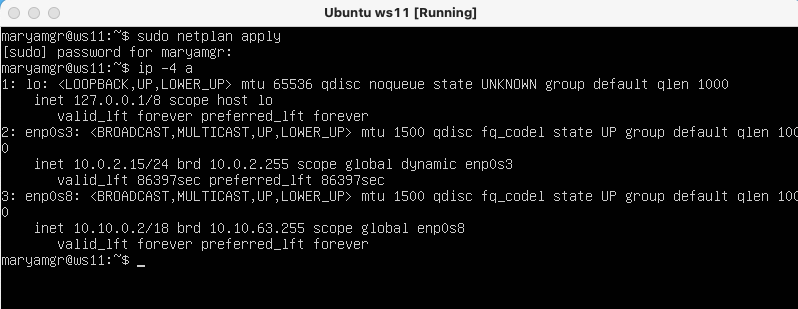 Ubuntu ws11 [Running]
maryamgr@ws11:~$ sudo netplan apply
[sudo] password for maryamgr:
maryamgr@ws11:~$ ip -4 a
1: lo: <LOOPBACK,UP,LOWER_UP> mtu 65536 qdisc noqueue state UNKNOWN group default qlen 1000
    inet 127.0.0.1/8 scope host lo
       valid_lft forever preferred_lft forever
2: enp0s3: <BROADCAST,MULTICAST,UP,LOWER_UP> mtu 1500 qdisc fq_codel state UP group default qlen 100
0
    inet 10.0.2.15/24 brd 10.0.2.255 scope global dynamic enp0s3
       valid_lft 86397sec preferred_lft 86397sec
3: enp0s8: <BROADCAST,MULTICAST,UP,LOWER_UP> mtu 1500 qdisc fq_codel state UP group default qlen 100
0
    inet 10.10.0.2/18 brd 10.10.63.255 scope global enp0s8
       valid_lft forever preferred_lft forever
maryamgr@ws11:~$ _